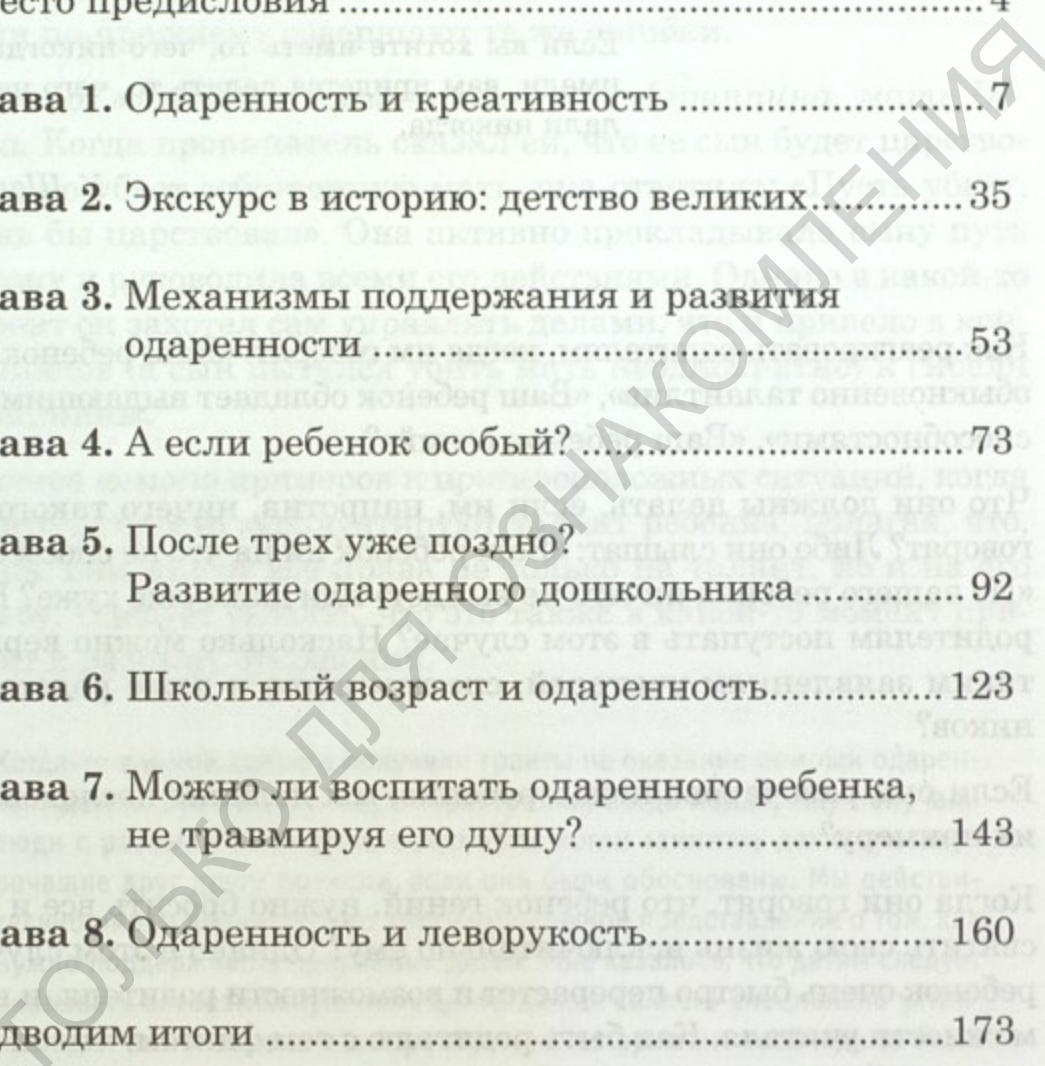 есто предисловия ........ 4
ава 1. Одаренность и креативность ........ 7
ава 2. Экскурс в историю: детство великих ........ 35
ава 3. Механизмы поддержания и развития
одаренности ........ 53
ава 4. А если ребенок особый? ........ 73
ава 5. После трех уже поздно?
Развитие одаренного дошкольника ........ 92
ава 6. Школьный возраст и одаренность ........ 123
ава 7. Можно ли воспитать одаренного ребенка,
не травмируя его душу? ........ 143
ава 8. Одаренность и леворукость ........ 160
дводим итоги ........ 173
ТОЛЬКО ДЛЯ ОЗНАКОМЛЕНИЯ